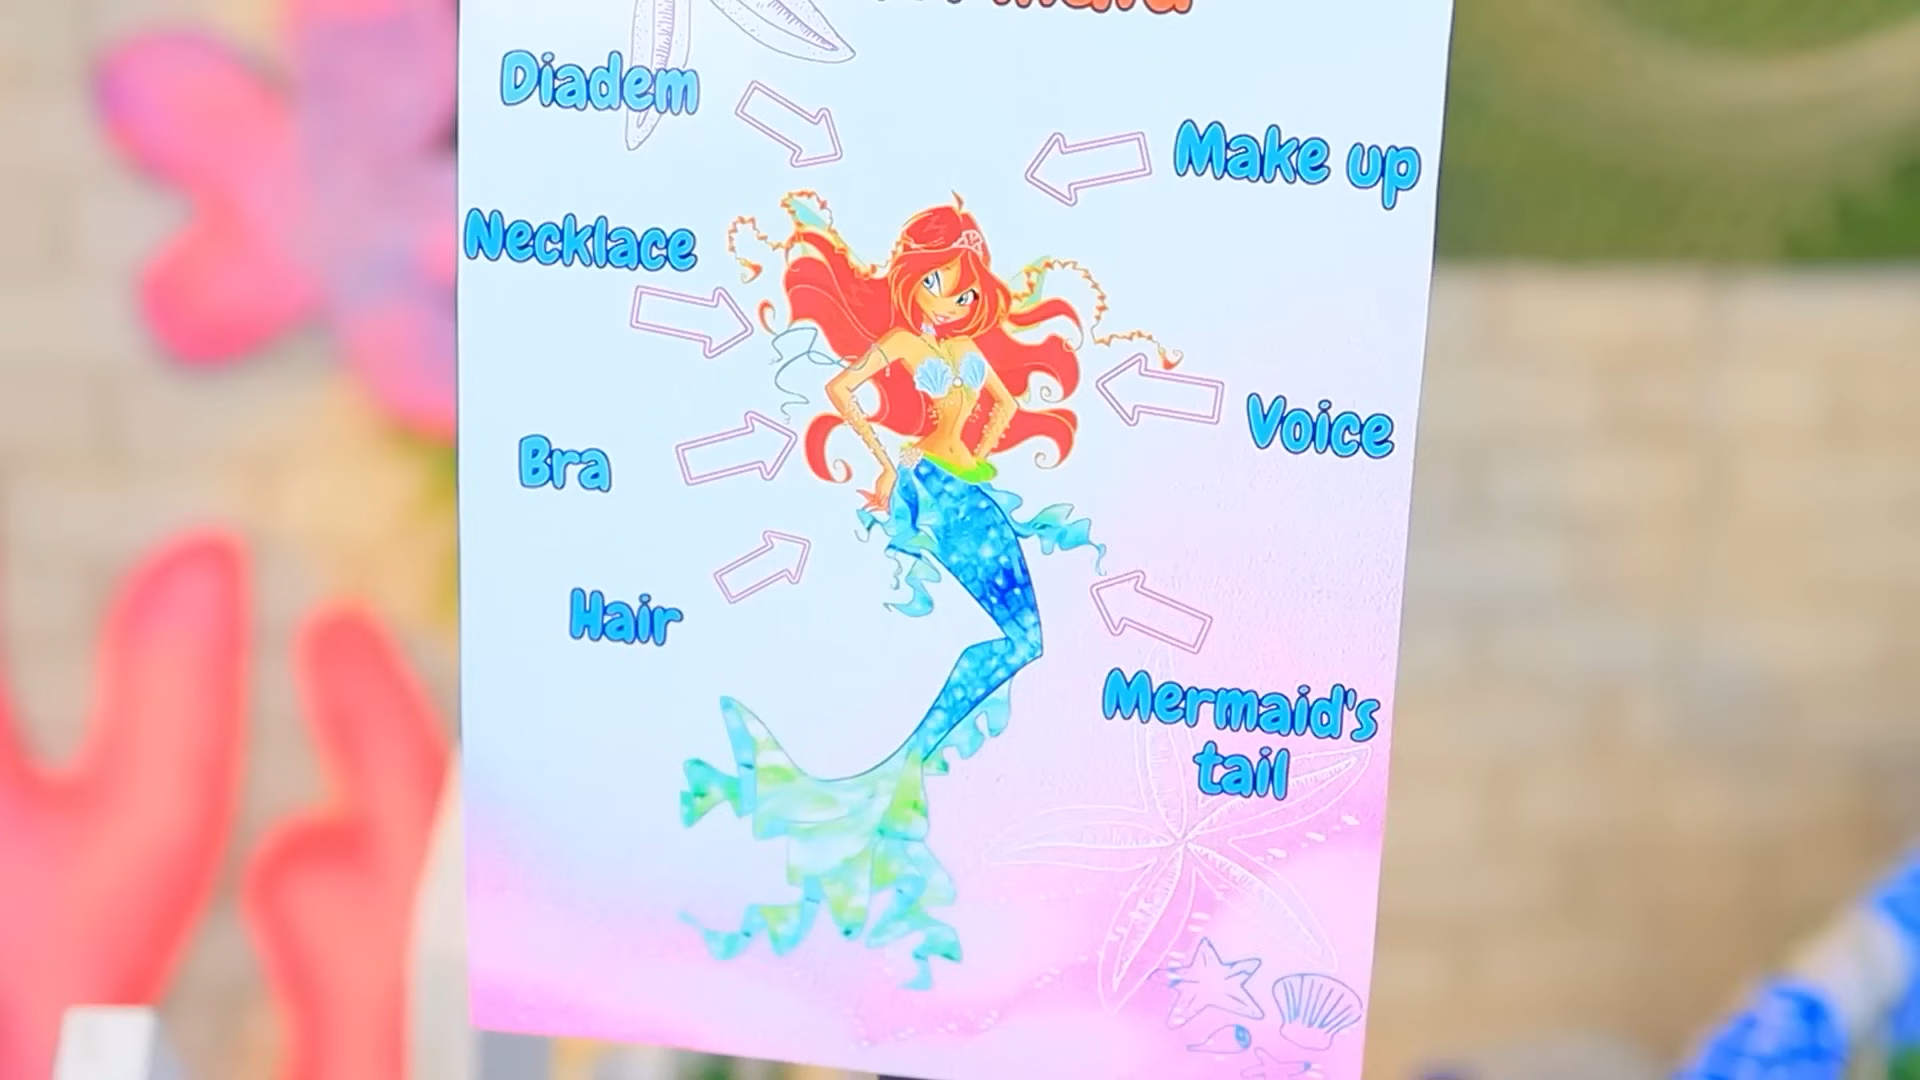 Diadem
Make up
Necklace
Voice
Bra
Hair
Mermaid's
tail